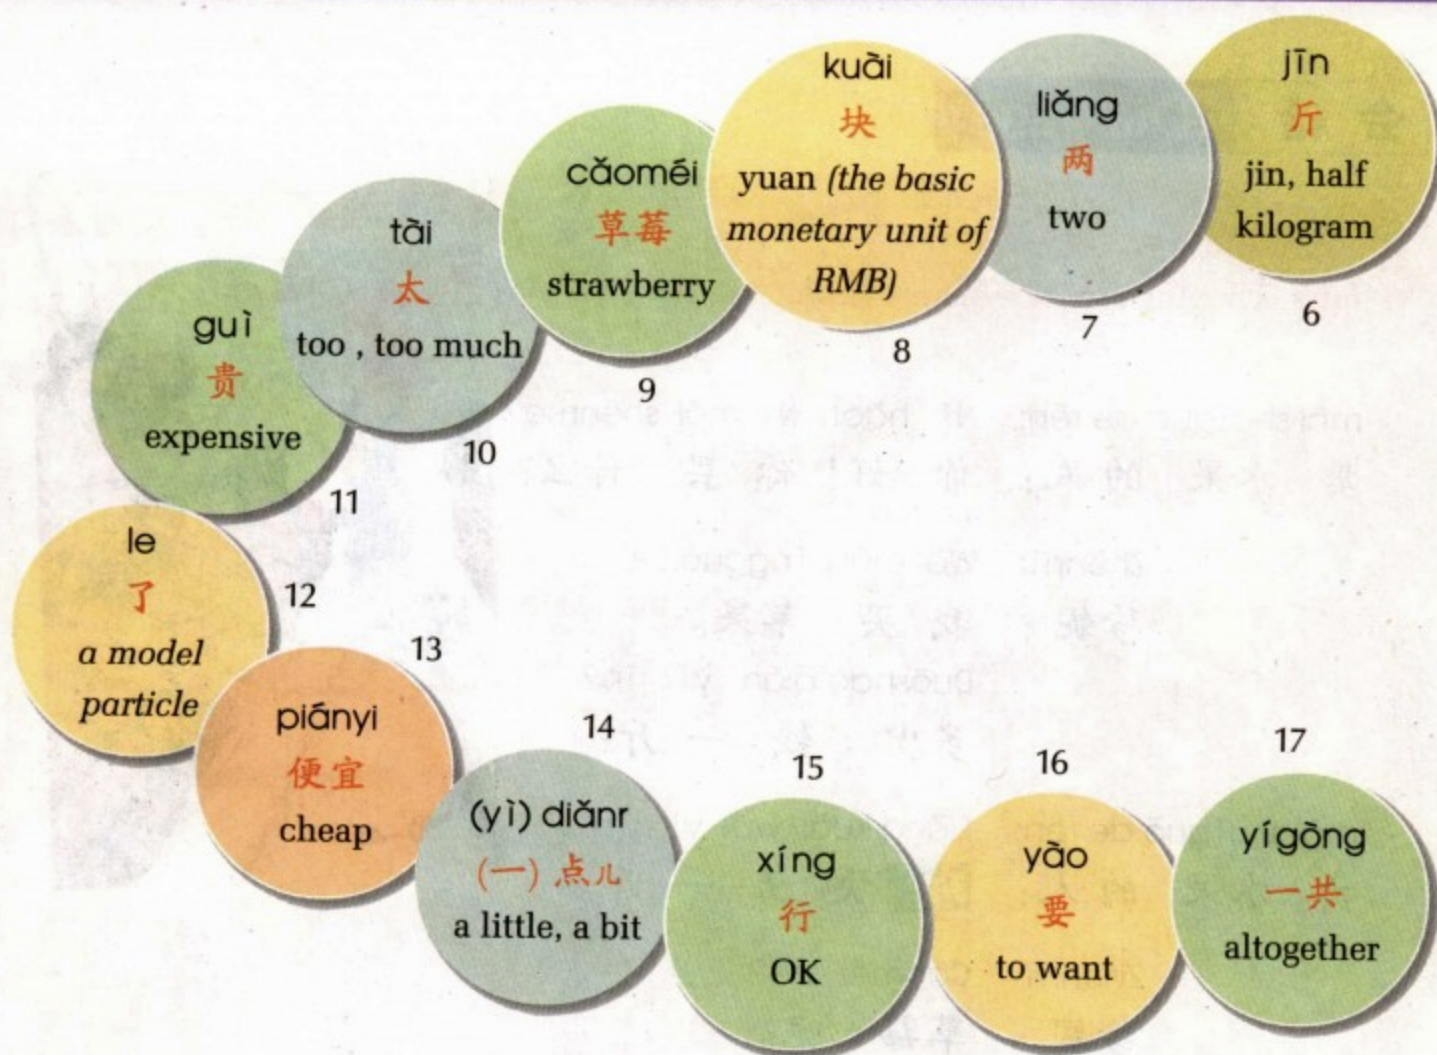 jīn
斤
jin, half
kilogram
6
liǎng
两
two
7
kuài
块
yuan (the basic
monetary unit of
RMB)
8
cǎoméi
草莓
strawberry
9
tài
太
too , too much
10
guì
贵
expensive
11
le
了
a model
particle
12
piányi
便宜
cheap
13
(yì) diǎnr
(一) 点儿
a little, a bit
14
xíng
行
OK
15
yào
要
to want
16
yígòng
一共
altogether
17